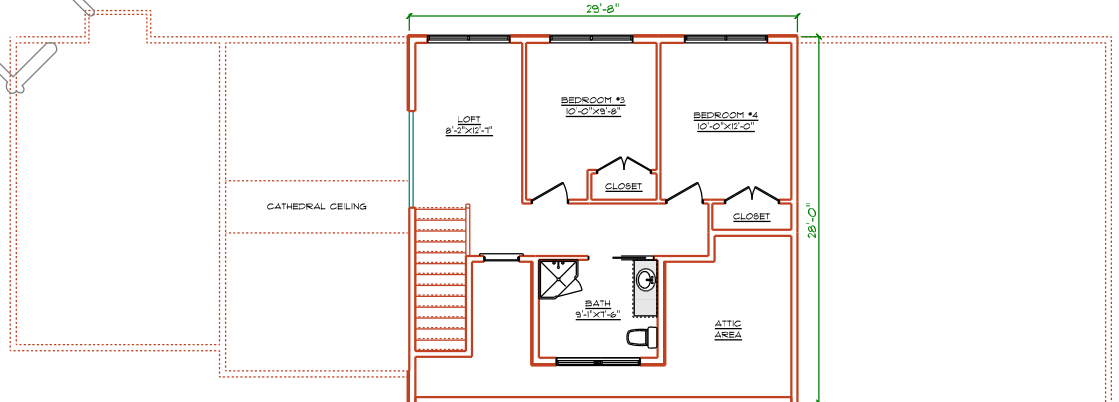 29'-8"
BEDROOM #3
10'-0"X9'-8"
LOFT
8'-2"X12'-7"
BEDROOM #4
10'-0"X12'-0"
CLOSET
CATHEDRAL CEILING
CLOSET
28'-0"
BATH
9'-1"X7'-6"
ATTIC
AREA